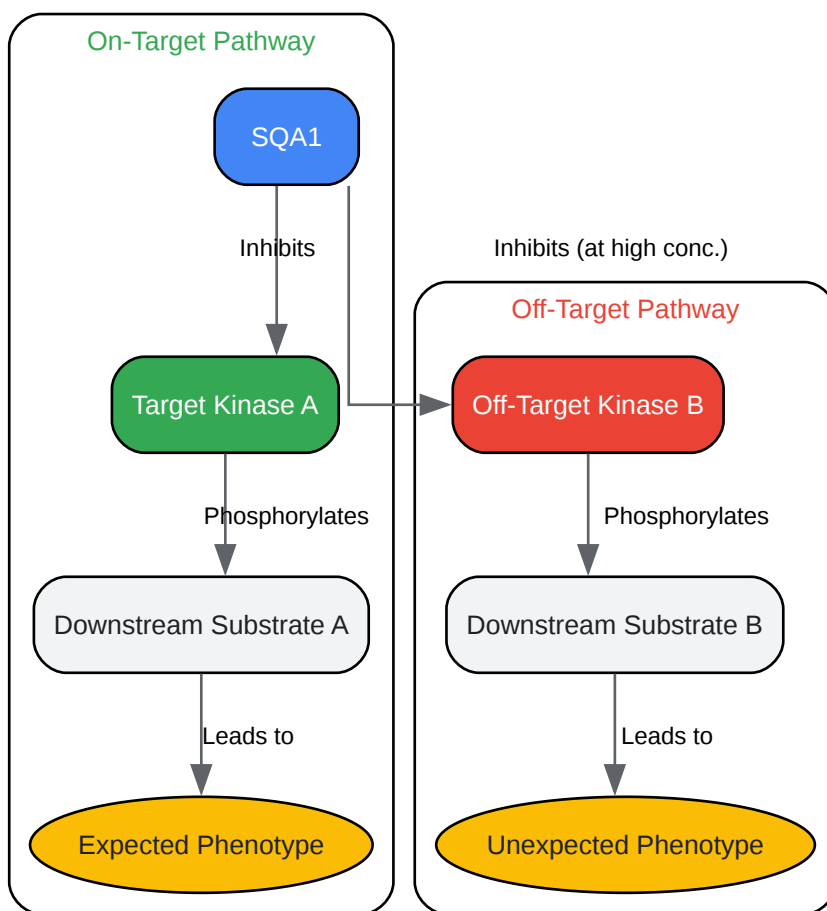 On-Target Pathway
SQA1
Inhibits
Inhibits (at high conc.)
Off-Target Pathway
Target Kinase A
Off-Target Kinase B
Phosphorylates
Phosphorylates
Downstream Substrate A
Downstream Substrate B
Leads to
Leads to
Expected Phenotype
Unexpected Phenotype